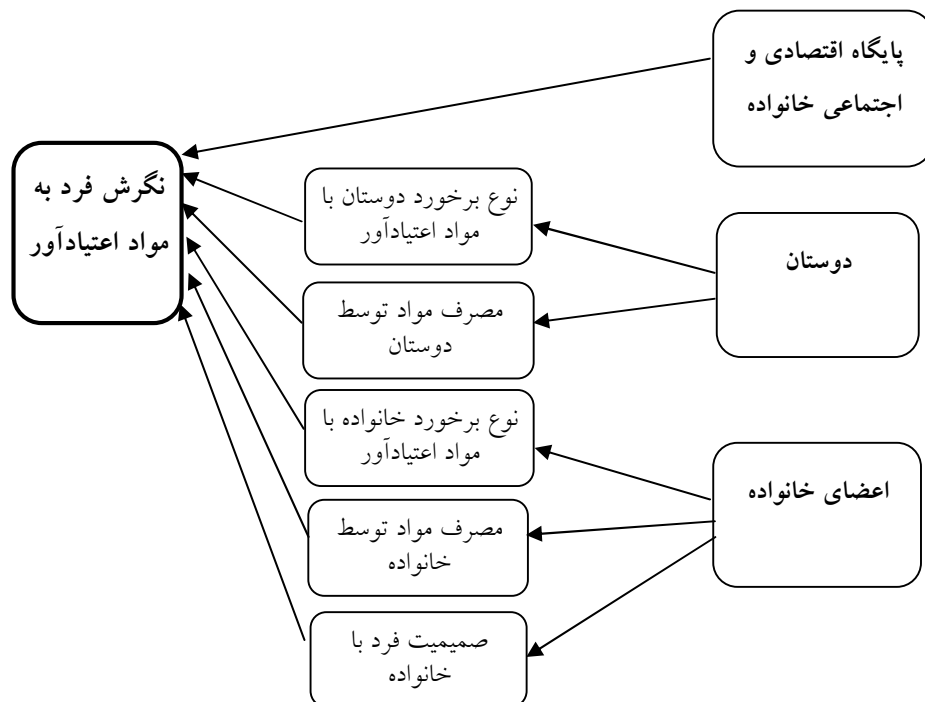 پایگاه اقتصادی و
اجتماعی خانواده
نگرش فرد به
مواد اعتیادآور
نوع برخورد دوستان با
مواد اعتیادآور
دوستان
مصرف مواد توسط
دوستان
نوع برخورد خانواده با
مواد اعتیادآور
اعضای خانواده
مصرف مواد توسط
خانواده
صمیمیت فرد با
خانواده